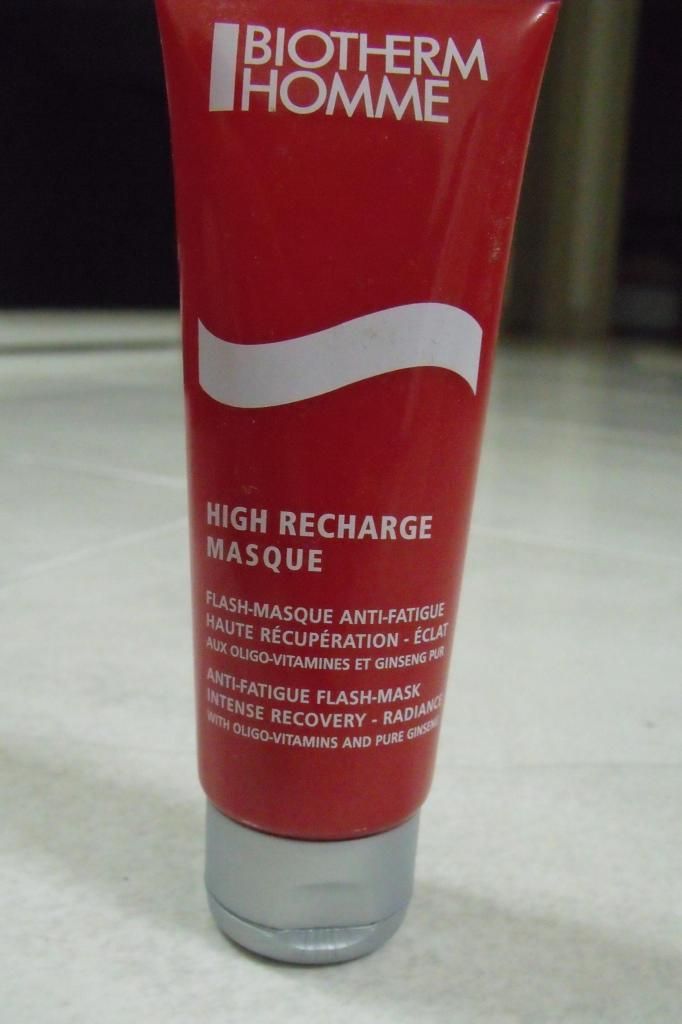 BIOTHERM
HOMME
HIGH RECHARGE
MASQUE
FLASH-MASQUE ANTI-FATIGUE
HAUTE RÉCUPÉRATION - ÉCLAT
AUX OLIGO-VITAMINES ET GINSENG PUR
ANTI-FATIGUE FLASH-MASK
INTENSE RECOVERY - RADIANCE
WITH OLIGO-VITAMINS AND PURE GINSENG